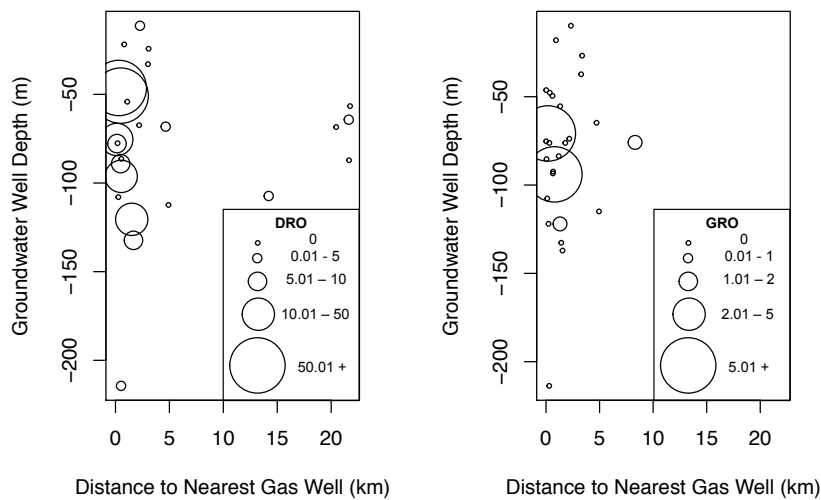 Groundwater Well Depth (m)
−50
−100
−150
−200
DRO
0
0.01 - 5
5.01 – 10
10.01 – 50
50.01 +
0 5 10 15 20
Distance to Nearest Gas Well (km)
Groundwater Well Depth (m)
−50
−100
−150
−200
GRO
0
0.01 - 1
1.01 – 2
2.01 – 5
5.01 +
0 5 10 15 20
Distance to Nearest Gas Well (km)